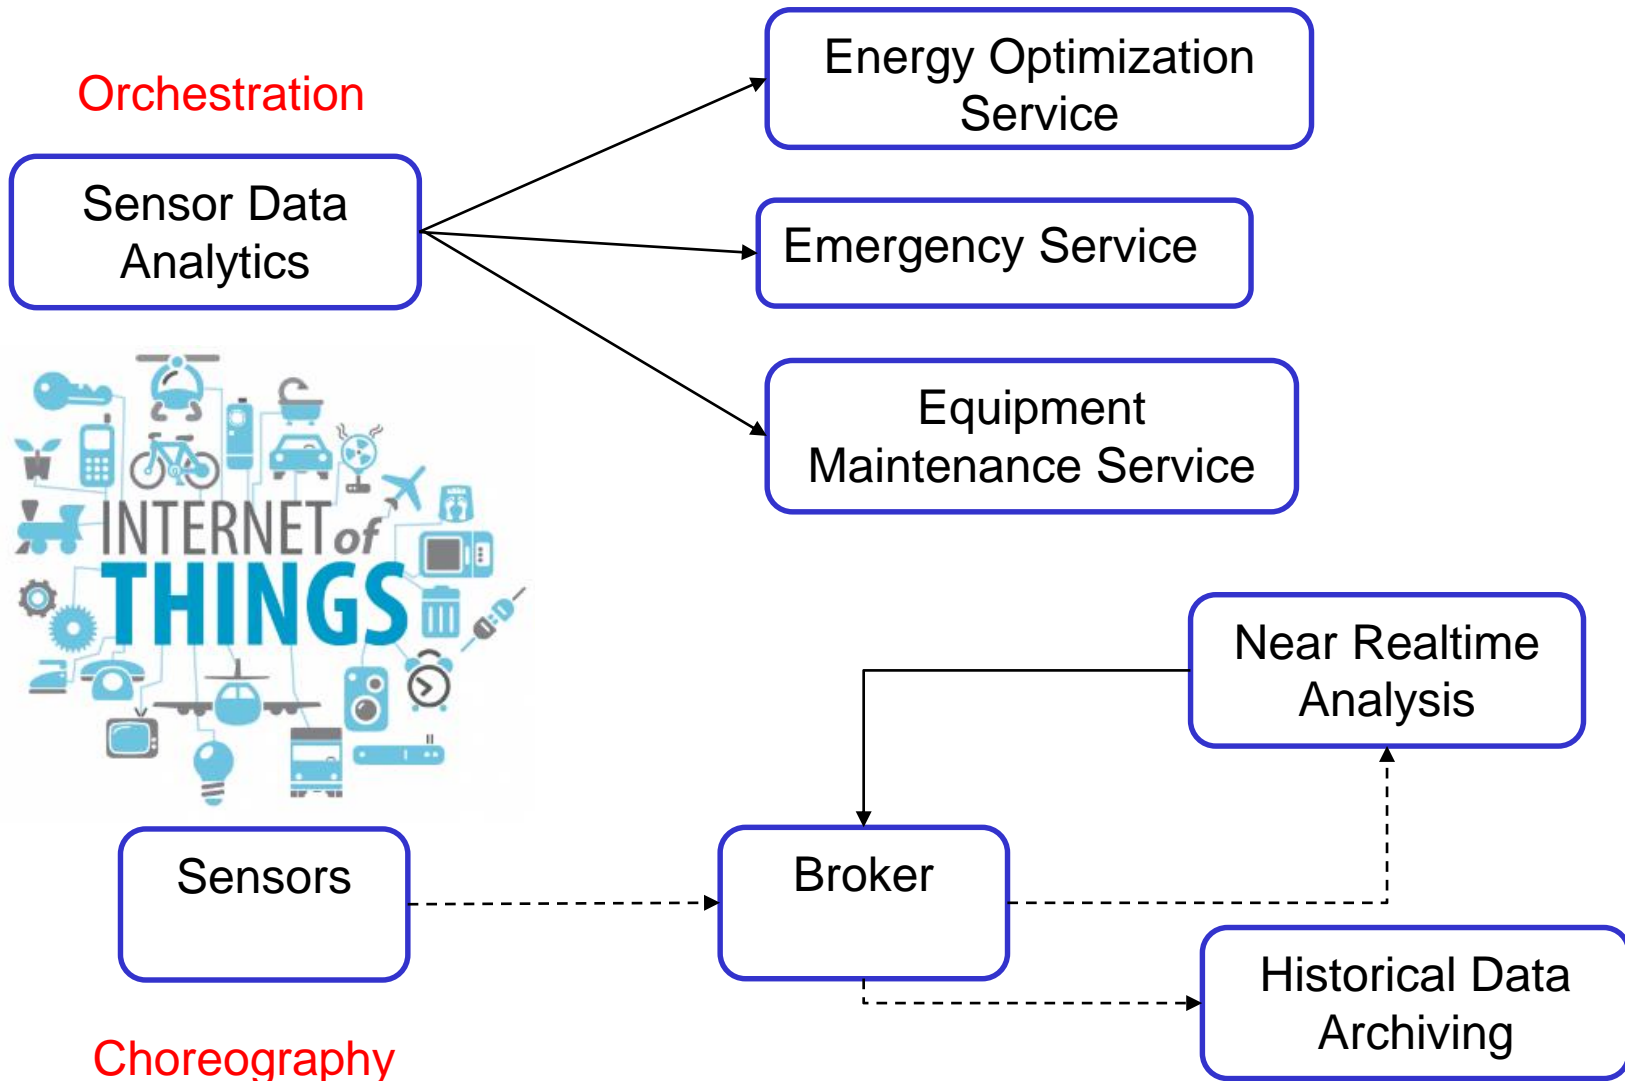 Orchestration
Energy Optimization
Service
Sensor Data
Analytics
Emergency Service
Equipment
Maintenance Service
INTERNET of
THINGS
Near Realtime
Analysis
Sensors
Broker
Historical Data
Archiving
Choreography